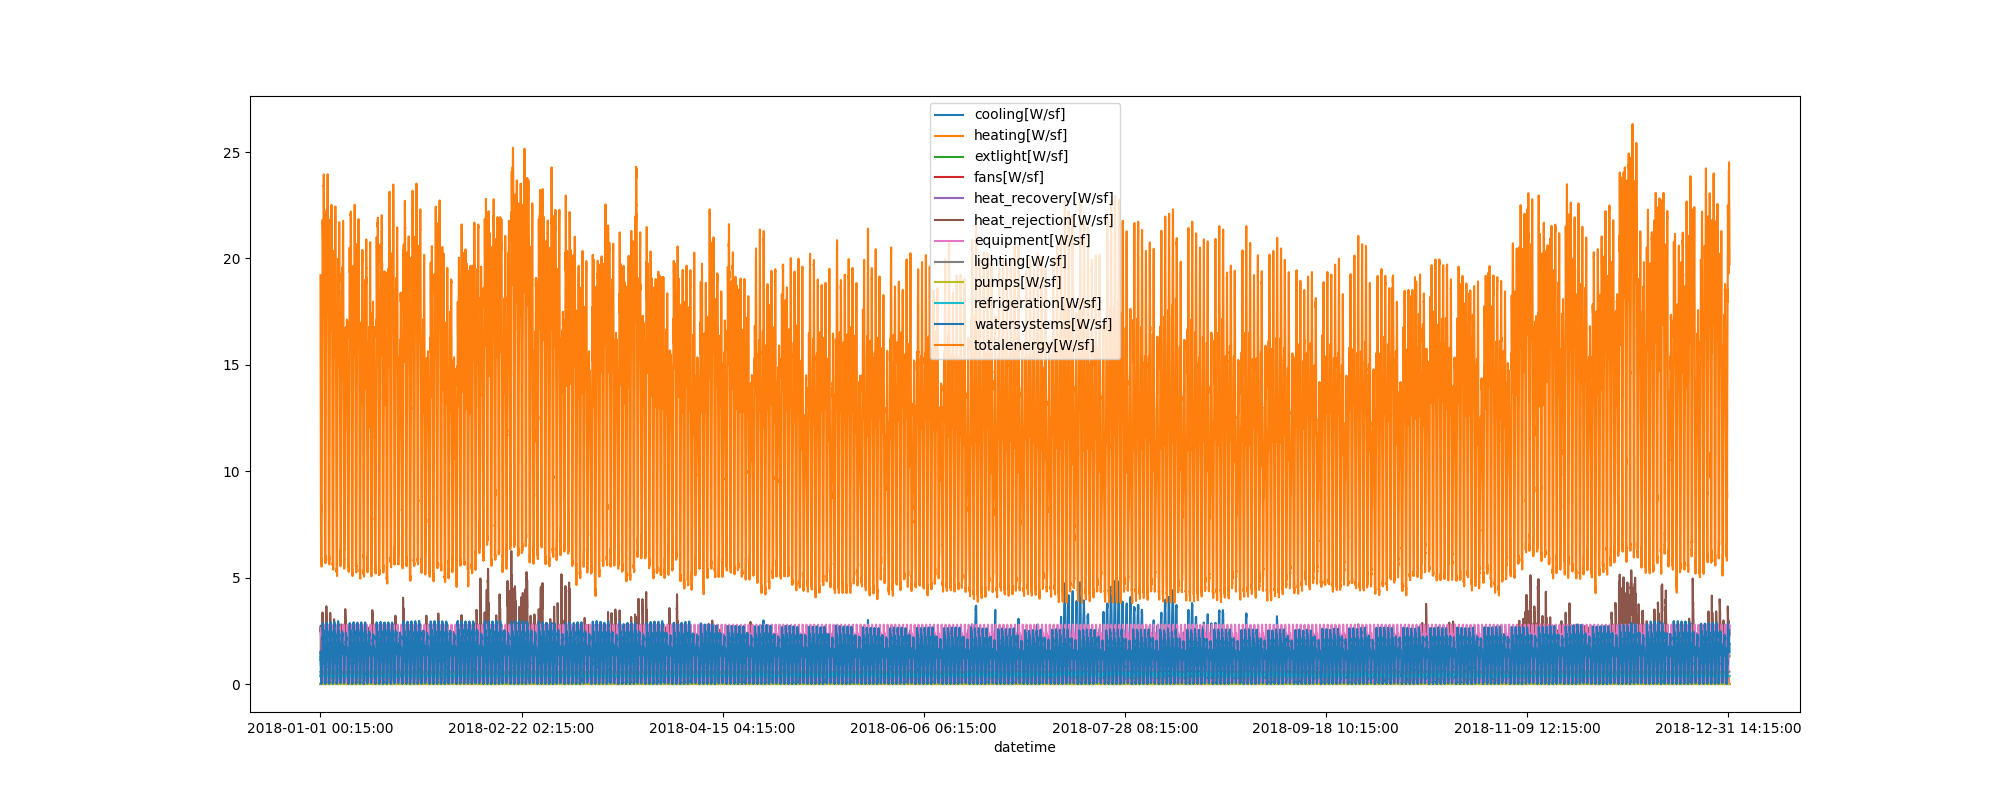 cooling[W/sf]
heating[W/sf]
extlight[W/sf]
fans[W/sf]
heat_recovery[W/sf]
heat_rejection[W/sf]
equipment[W/sf]
lighting[W/sf]
pumps[W/sf]
refrigeration[W/sf]
watersystems[W/sf]
totalenergy[W/sf]
25
20
15
10
5
0
2018-01-01 00:15:00 2018-02-22 02:15:00 2018-04-15 04:15:00 2018-06-06 06:15:00 2018-07-28 08:15:00 2018-09-18 10:15:00 2018-11-09 12:15:00 2018-12-31 14:15:00
datetime